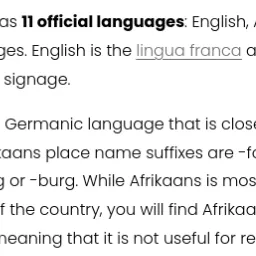 as 11 official languages: English,
ges. English is the lingua franca
signage.
Germanic language that is close
kaans place name suffixes are -fo
g or -burg. While Afrikaans is mos
f the country, you will find Afrikaa
meaning that it is not useful for re